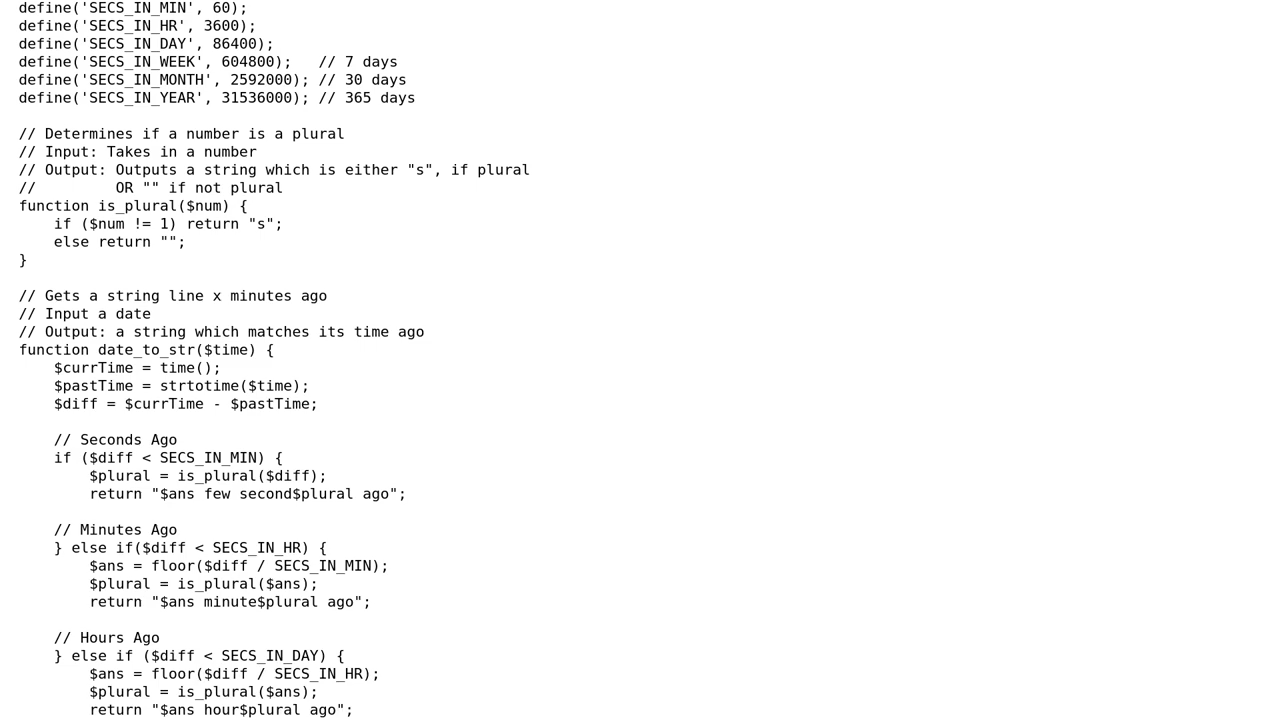 define('SECS_IN_MIN', 60);
define('SECS_IN_HR', 3600);
define('SECS_IN_DAY', 86400);
define('SECS_IN_WEEK', 604800);   // 7 days
define('SECS_IN_MONTH', 2592000); // 30 days
define('SECS_IN_YEAR', 31536000); // 365 days

// Determines if a number is a plural
// Input: Takes in a number
// Output: Outputs a string which is either "s", if plural
//         OR "" if not plural
function is_plural($num) {
    if ($num != 1) return "s";
    else return "";
}

// Gets a string line x minutes ago
// Input a date
// Output: a string which matches its time ago
function date_to_str($time) {
    $currTime = time();
    $pastTime = strtotime($time);
    $diff = $currTime - $pastTime;

    // Seconds Ago
    if ($diff < SECS_IN_MIN) {
        $plural = is_plural($diff);
        return "$ans few second$plural ago";

    // Minutes Ago
    } else if($diff < SECS_IN_HR) {
        $ans = floor($diff / SECS_IN_MIN);
        $plural = is_plural($ans);
        return "$ans minute$plural ago";

    // Hours Ago
    } else if ($diff < SECS_IN_DAY) {
        $ans = floor($diff / SECS_IN_HR);
        $plural = is_plural($ans);
        return "$ans hour$plural ago";